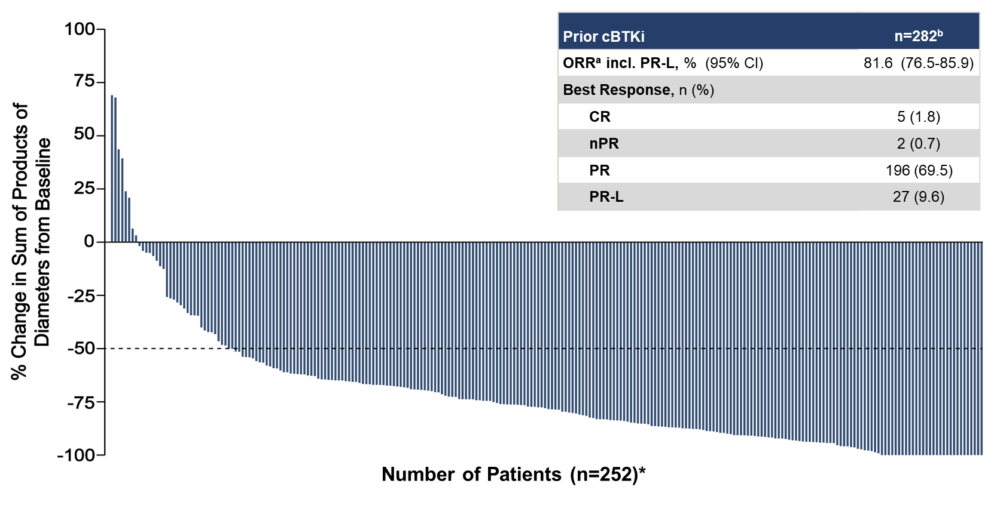 100
75
50
25
0
-25
-50
-75
-100
% Change in Sum of Products of
Diameters from Baseline
Number of Patients (n=252)*
Prior cBTKi n=282ᵇ
ORRᵃ incl. PR-L, % (95% CI) 81.6 (76.5-85.9)
Best Response, n (%)
CR 5 (1.8)
nPR 2 (0.7)
PR 196 (69.5)
PR-L 27 (9.6)